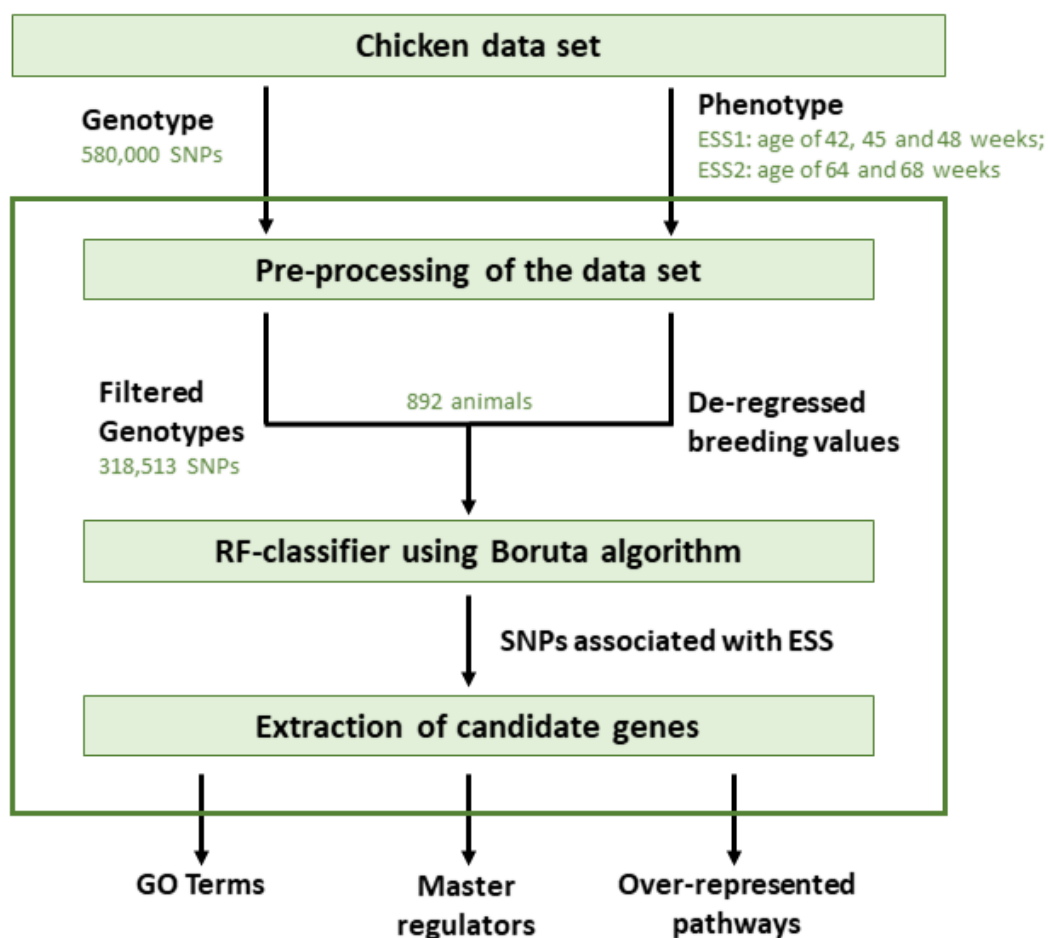 Chicken data set
Genotype
580,000 SNPs
Phenotype
ESS1: age of 42, 45 and 48 weeks;
ESS2: age of 64 and 68 weeks
Pre-processing of the data set
Filtered
Genotypes
318,513 SNPs
892 animals
De-regressed
breeding values
RF-classifier using Boruta algorithm
SNPs associated with ESS
Extraction of candidate genes
GO Terms
Master
regulators
Over-represented
pathways